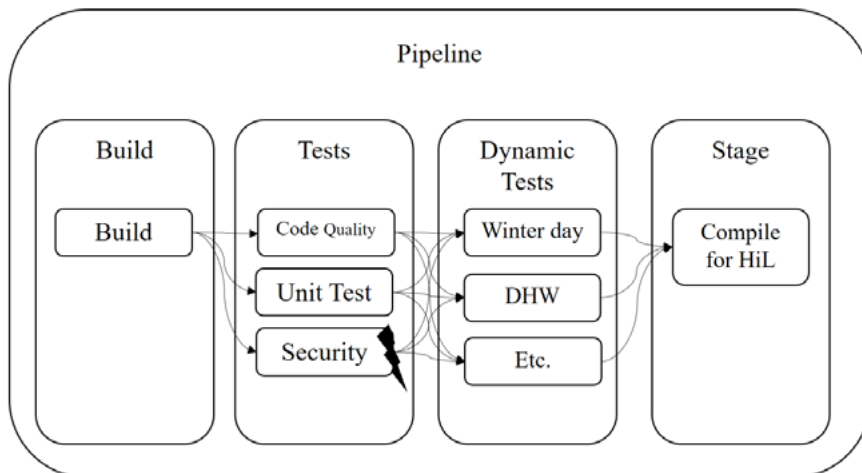 Pipeline
Build
Build
Tests
Code Quality
Unit Test
Security
Dynamic
Tests
Winter day
DHW
Etc.
Stage
Compile
for HiL